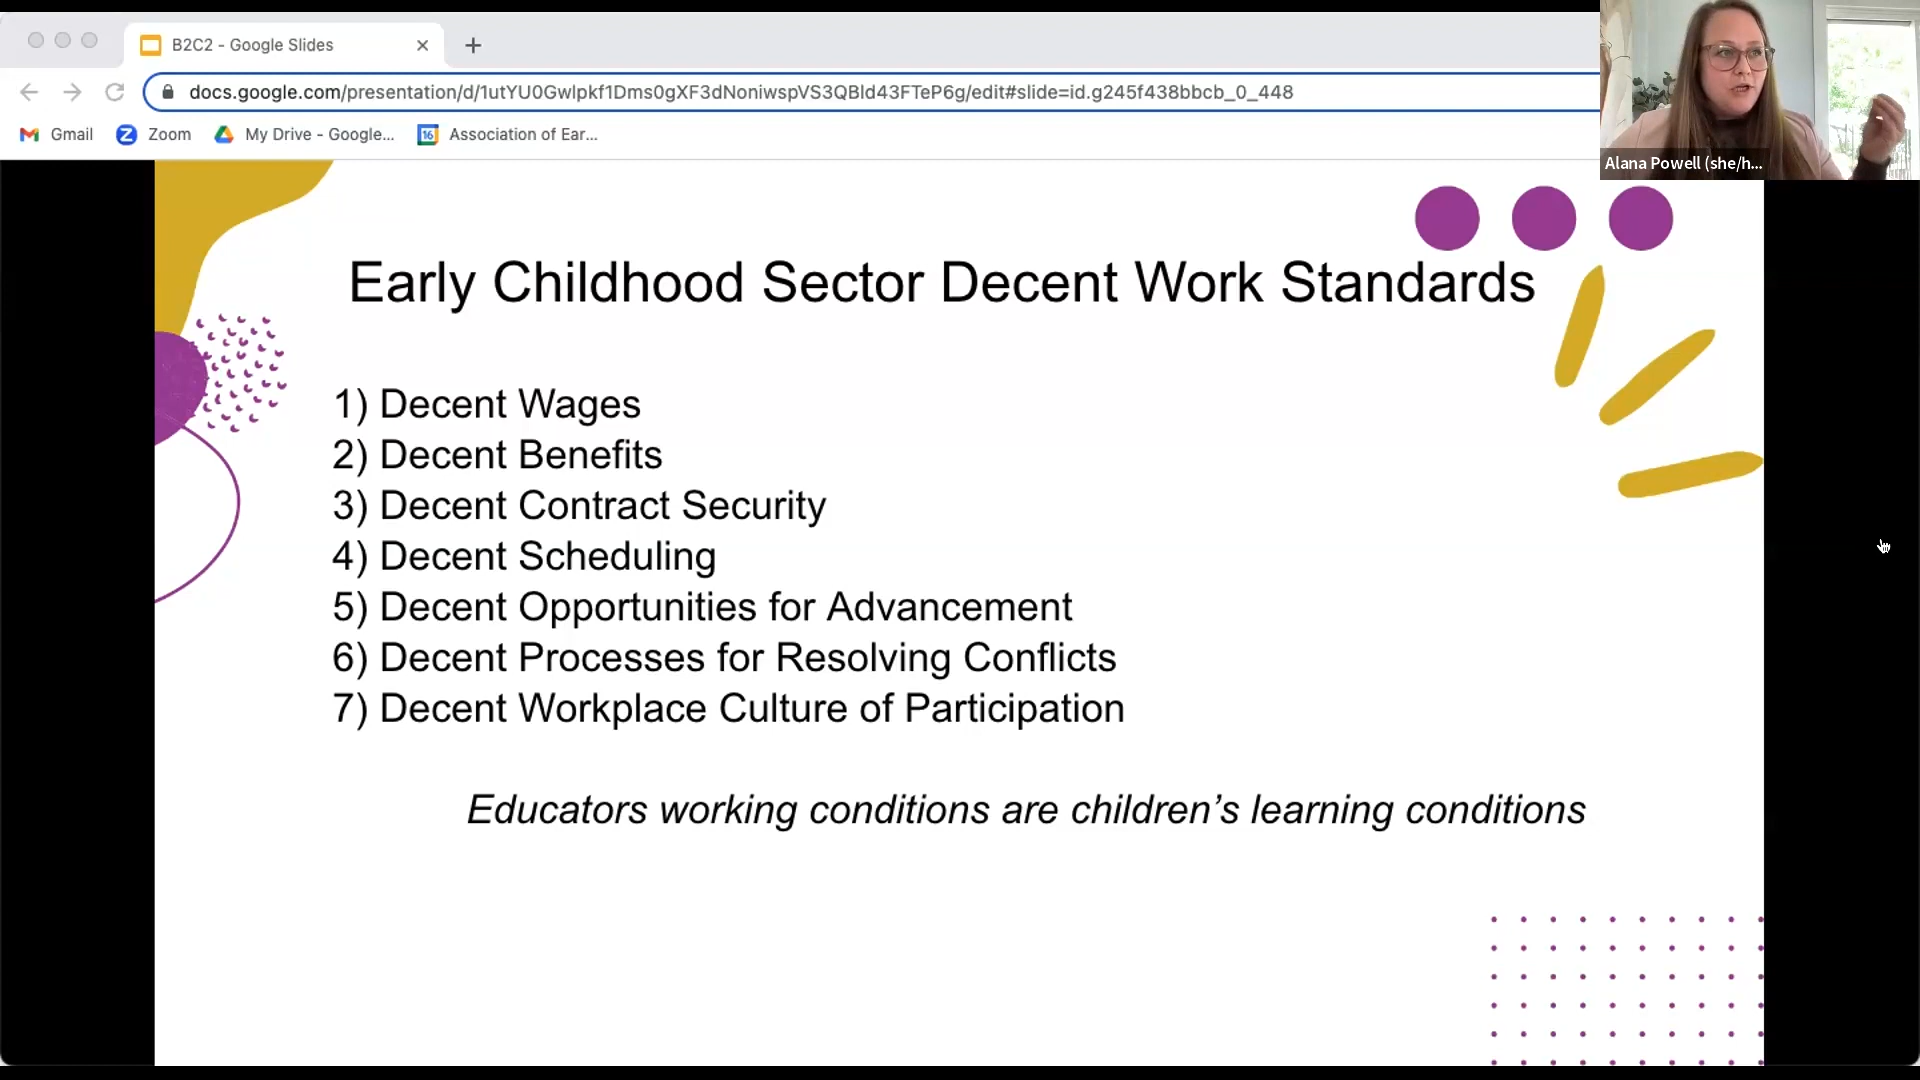 B2C2 - Google Slides
docs.google.com/presentation/d/1utYU0Gwlpkf1Dms0gXF3dNoniwspVS3QBld43FTeP6g/edit#slide=id.g245f438bbcb_0_448
Gmail
Zoom
My Drive - Google...
16
Association of Ear...
Alana Powell (she/h...
Early Childhood Sector Decent Work Standards
1) Decent Wages
2) Decent Benefits
3) Decent Contract Security
4) Decent Scheduling
5) Decent Opportunities for Advancement
6) Decent Processes for Resolving Conflicts
7) Decent Workplace Culture of Participation
Educators working conditions are children’s learning conditions